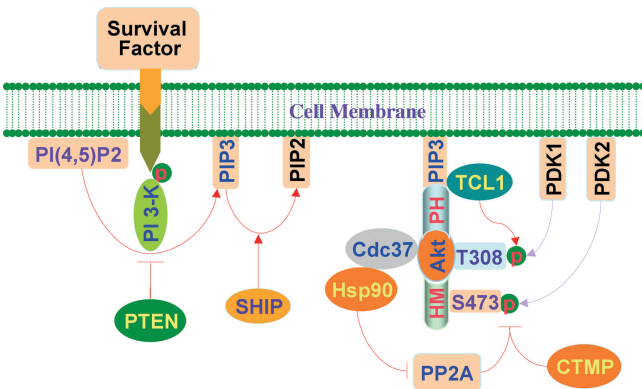 Survival
Factor
Cell Membrane
PI(4,5)P2
p
PI 3-K
PIP3
PIP2
PIP3
PDK1
PDK2
TCL1
PH
Cdc37
Akt
T308
p
Hsp90
HM
S473
p
PTEN
SHIP
PP2A
CTMP